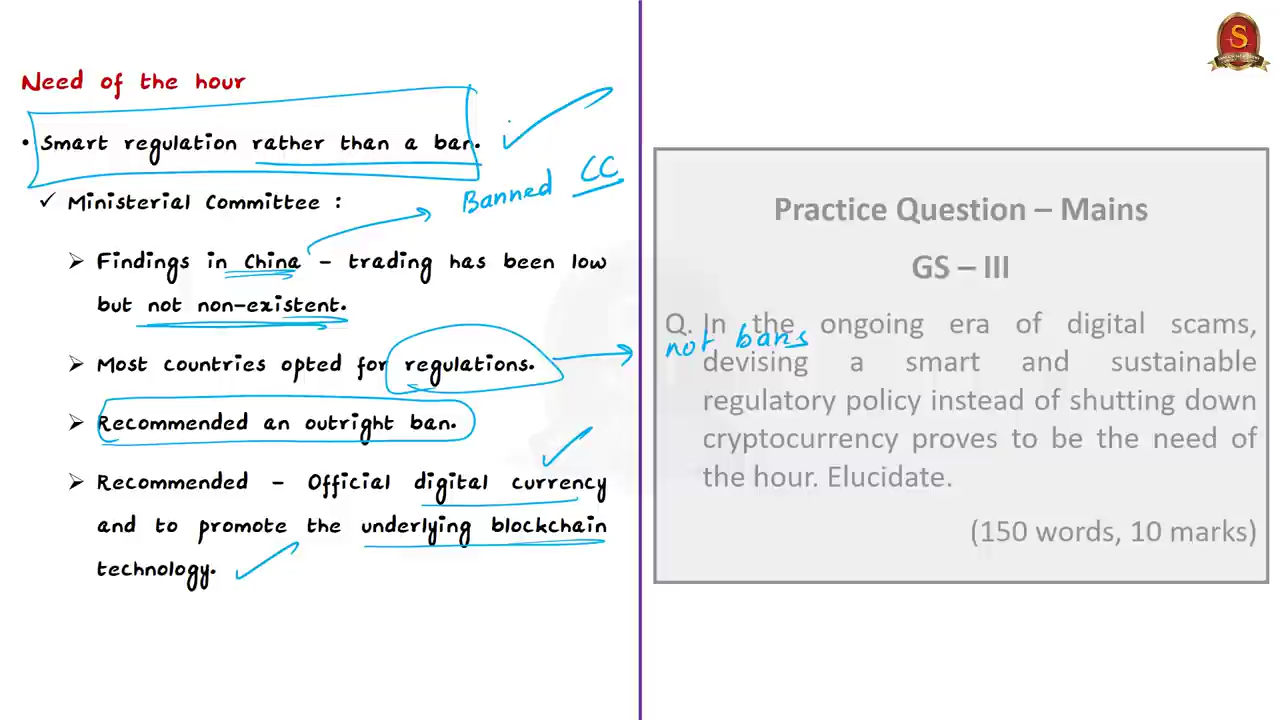 Need of the hour
• Smart regulation rather than a ban.
Banned CC
✓ Ministerial Committee :
➢ Findings in China – trading has been low
but not non-existent.
➢ Most countries opted for regulations.
not bans
➢ Recommended an outright ban.
➢ Recommended – Official digital currency
and to promote the underlying blockchain
technology.
S
Practice Question – Mains
GS – III
Q. In the ongoing era of digital scams,
devising a smart and sustainable
regulatory policy instead of shutting down
cryptocurrency proves to be the need of
the hour. Elucidate.
(150 words, 10 marks)